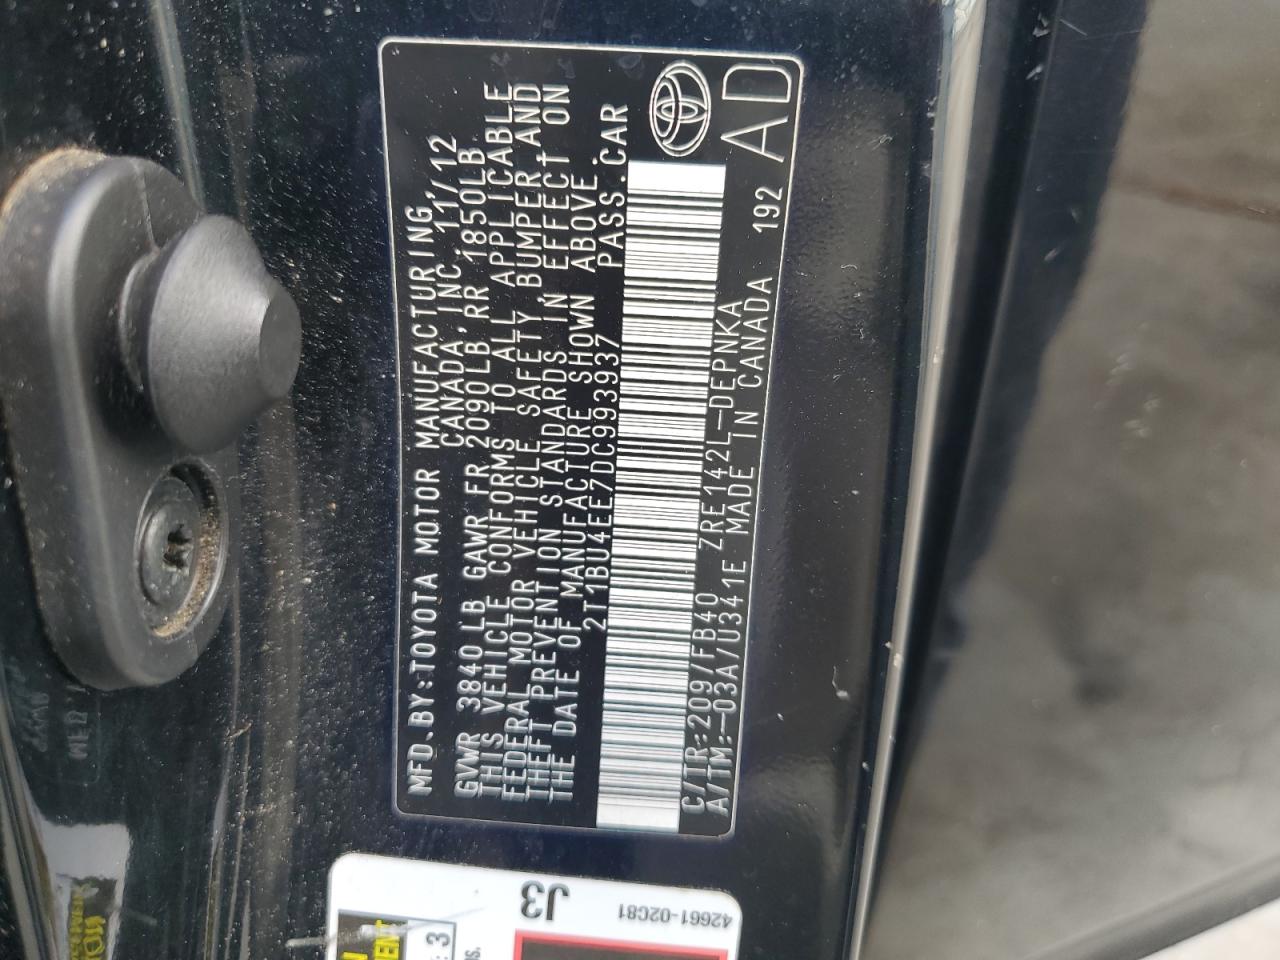 MFD.BY:TOYOTA MOTOR MANUFACTURING,
CANADA,INC. 11/12
GVWR 3840LB GAWR FR 2090LB,RR 1850LB
THIS VEHICLE CONFORMS TO ALL APPLICABLE
FEDERAL MOTOR VEHICLE SAFETY, BUMPER,AND
THEFT PREVENTION STANDARDS IN EFFECT ON
THE DATE OF MANUFACTURE SHOWN ABOVE.
2T1BU4EE7DC993937 PASS.CAR
C/TR:209/FB40 ZRE142L-DEPNKA 192
A/TM:-03A/U341E MADE IN CANADA
AD
J3
42661-02C81
3